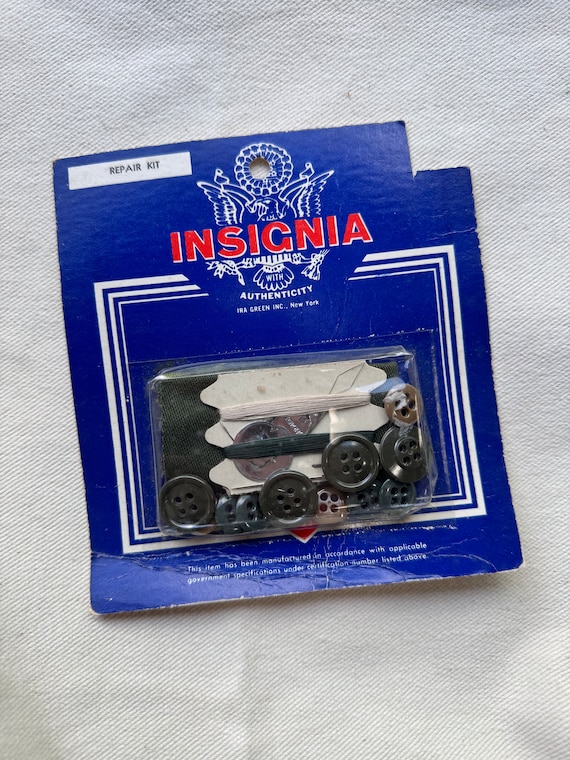 REPAIR KIT
INSIGNIA
WITH
AUTHENTICITY
IRA GREEN INC., New York
This item has been manufactured in accordance with applicable
government specifications under certification number listed above.